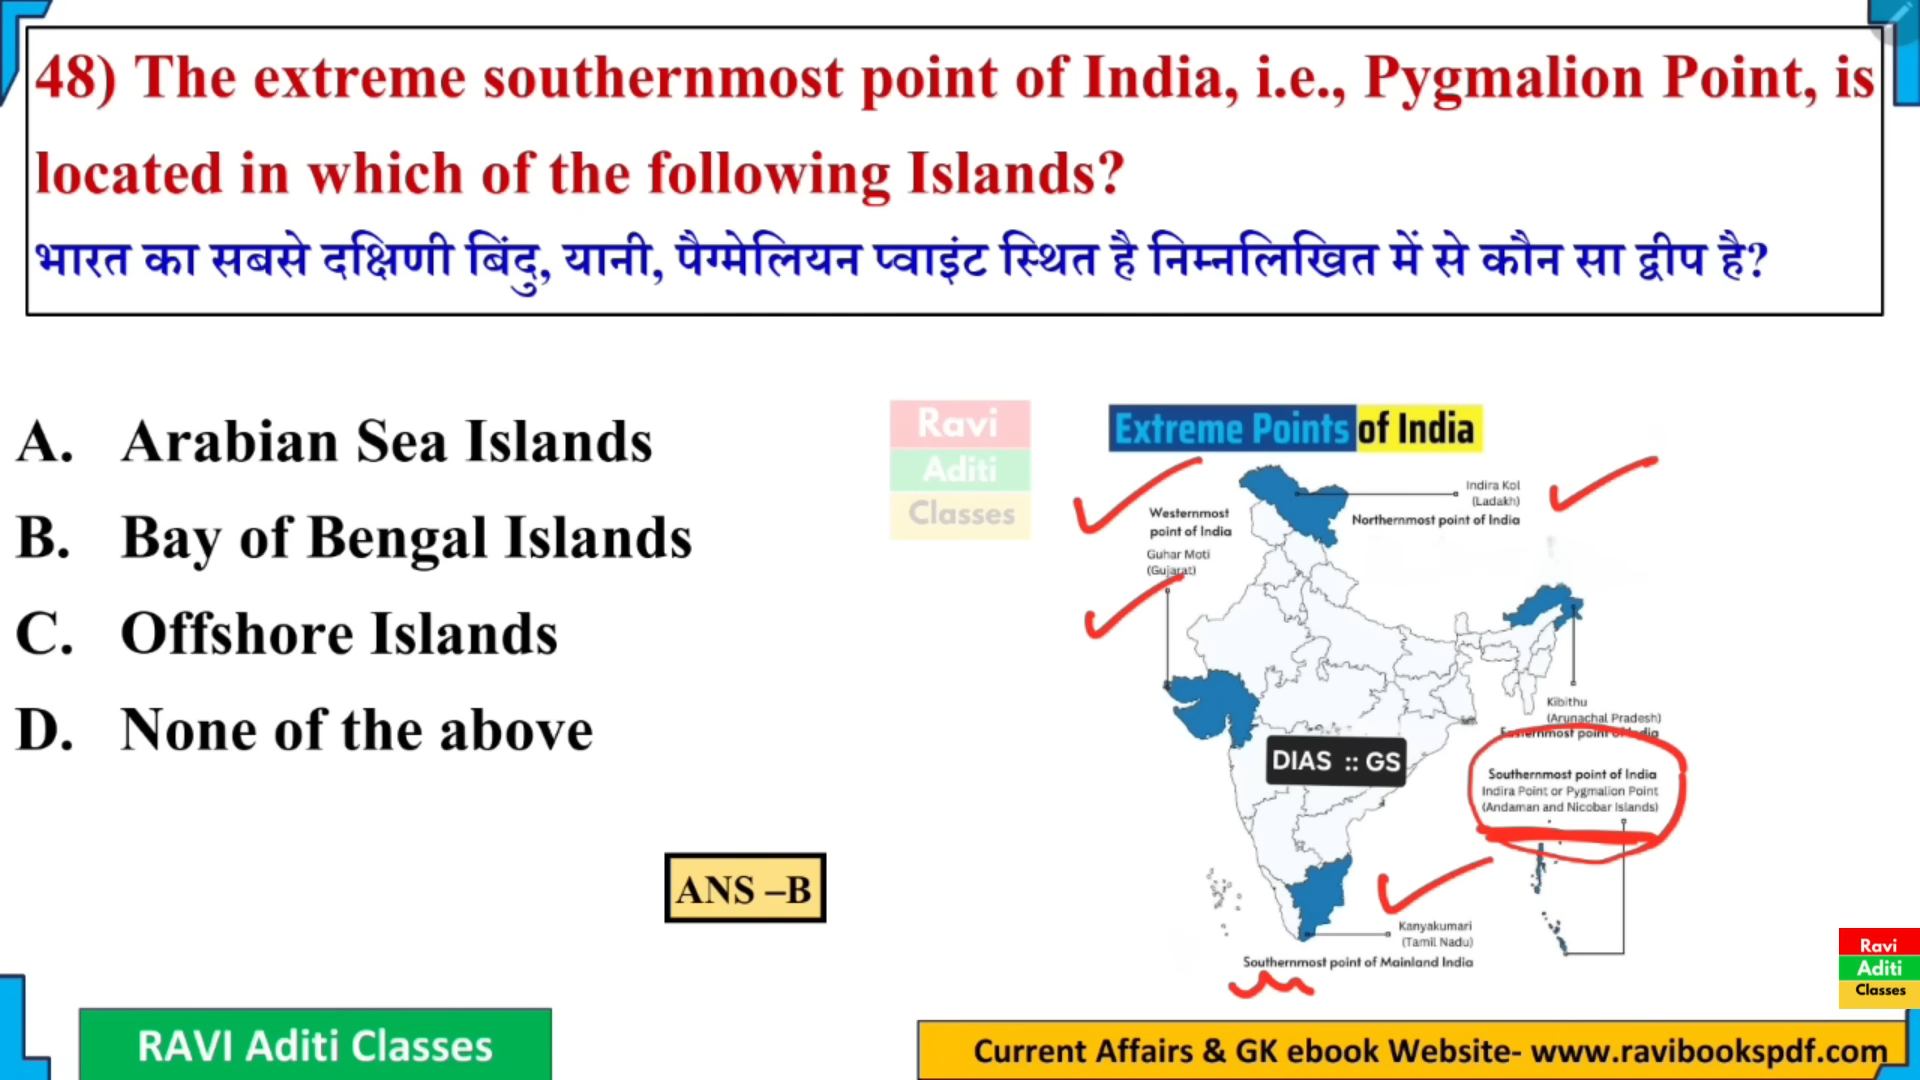 48) The extreme southernmost point of India, i.e., Pygmalion Point, is
located in which of the following Islands?
भारत का सबसे दक्षिणी बिंदु, यानी, पैग्मेलियन प्वाइंट स्थित है निम्नलिखित में से कौन सा द्वीप है?
A. Arabian Sea Islands
B. Bay of Bengal Islands
C. Offshore Islands
D. None of the above
ANS –B
Ravi
Aditi
Classes
Extreme Points of India
Indira Kol
(Ladakh)
Northernmost point of India
Westernmost
point of India
Guhar Moti
(Gujarat)
Kibithu
(Arunachal Pradesh)
Easternmost point of India
DIAS :: GS
Southernmost point of India
Indira Point or Pygmalion Point
(Andaman and Nicobar Islands)
Kanyakumari
(Tamil Nadu)
Southernmost point of Mainland India
Ravi
Aditi
Classes
RAVI Aditi Classes
Current Affairs & GK ebook Website- www.ravibookspdf.com